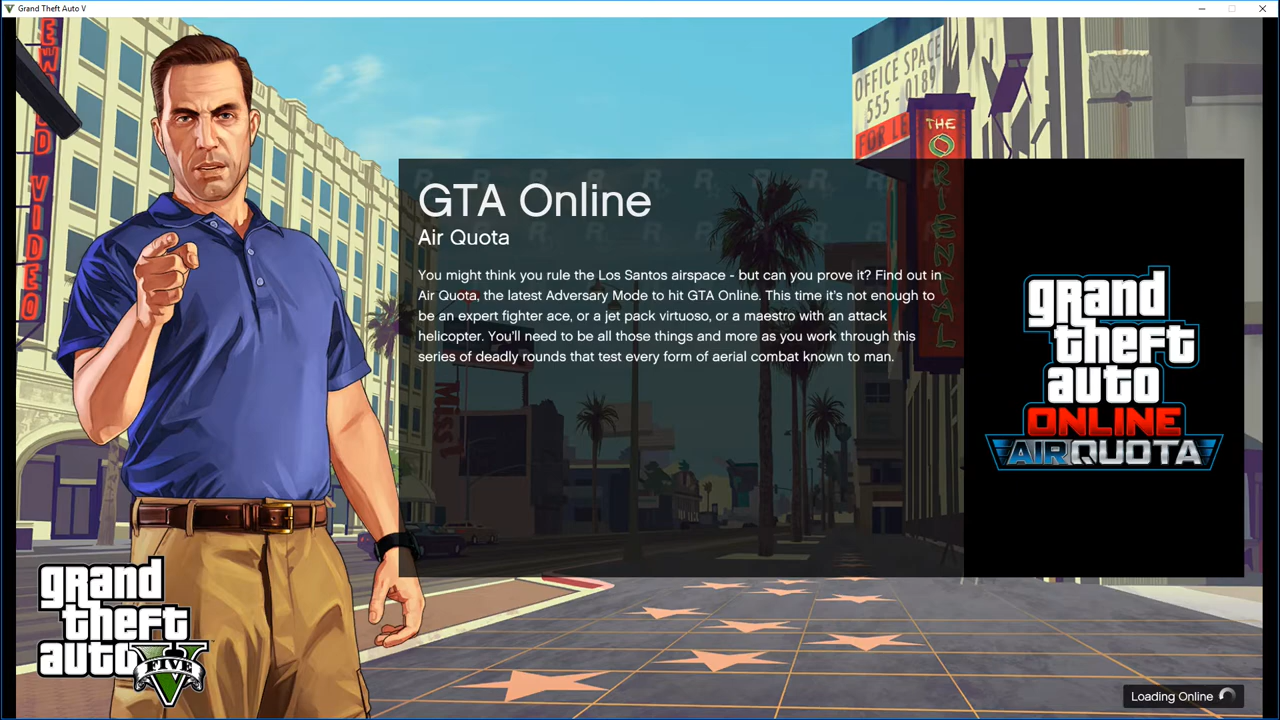 Grand Theft Auto V
OFFICE SPACE
555-0189
FOR LE
THE
ORIENTAL
VIDEO
GTA Online
Air Quota
You might think you rule the Los Santos airspace - but can you prove it? Find out in
Air Quota, the latest Adversary Mode to hit GTA Online. This time it's not enough to
be an expert fighter ace, or a jet pack virtuoso, or a maestro with an attack
helicopter. You'll need to be all those things and more as you work through this
series of deadly rounds that test every form of aerial combat known to man.
grand
theft
auto
ONLINE
AIR QUOTA
grand
theft
auto
V
FIVE
Loading Online